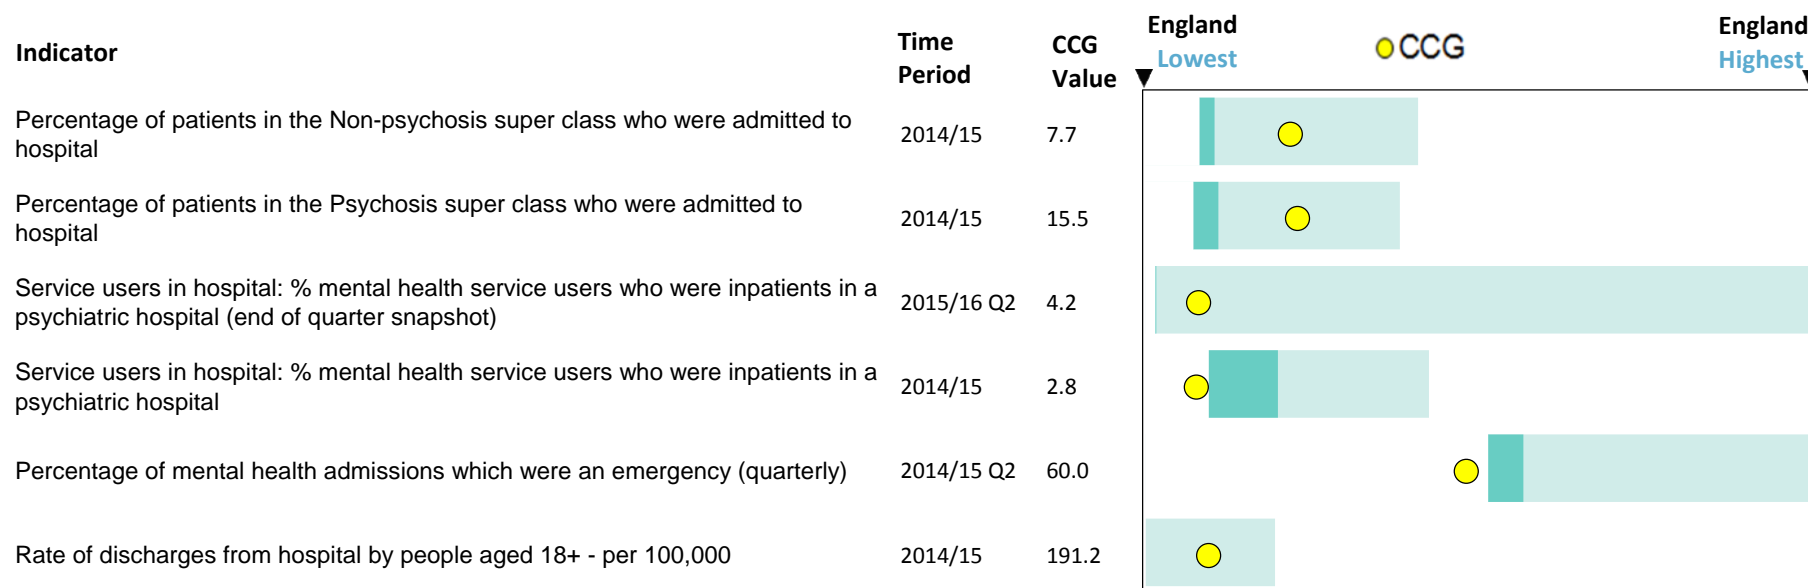 Indicator
Time
Period
CCG
Value
England
Lowest
CCG
England
Highest
Percentage of patients in the Non-psychosis super class who were admitted to
hospital
2014/15
7.7
Percentage of patients in the Psychosis super class who were admitted to
hospital
2014/15
15.5
Service users in hospital: % mental health service users who were inpatients in a
psychiatric hospital (end of quarter snapshot)
2015/16 Q2
4.2
Service users in hospital: % mental health service users who were inpatients in a
psychiatric hospital
2014/15
2.8
Percentage of mental health admissions which were an emergency (quarterly)
2014/15 Q2
60.0
Rate of discharges from hospital by people aged 18+ - per 100,000
2014/15
191.2